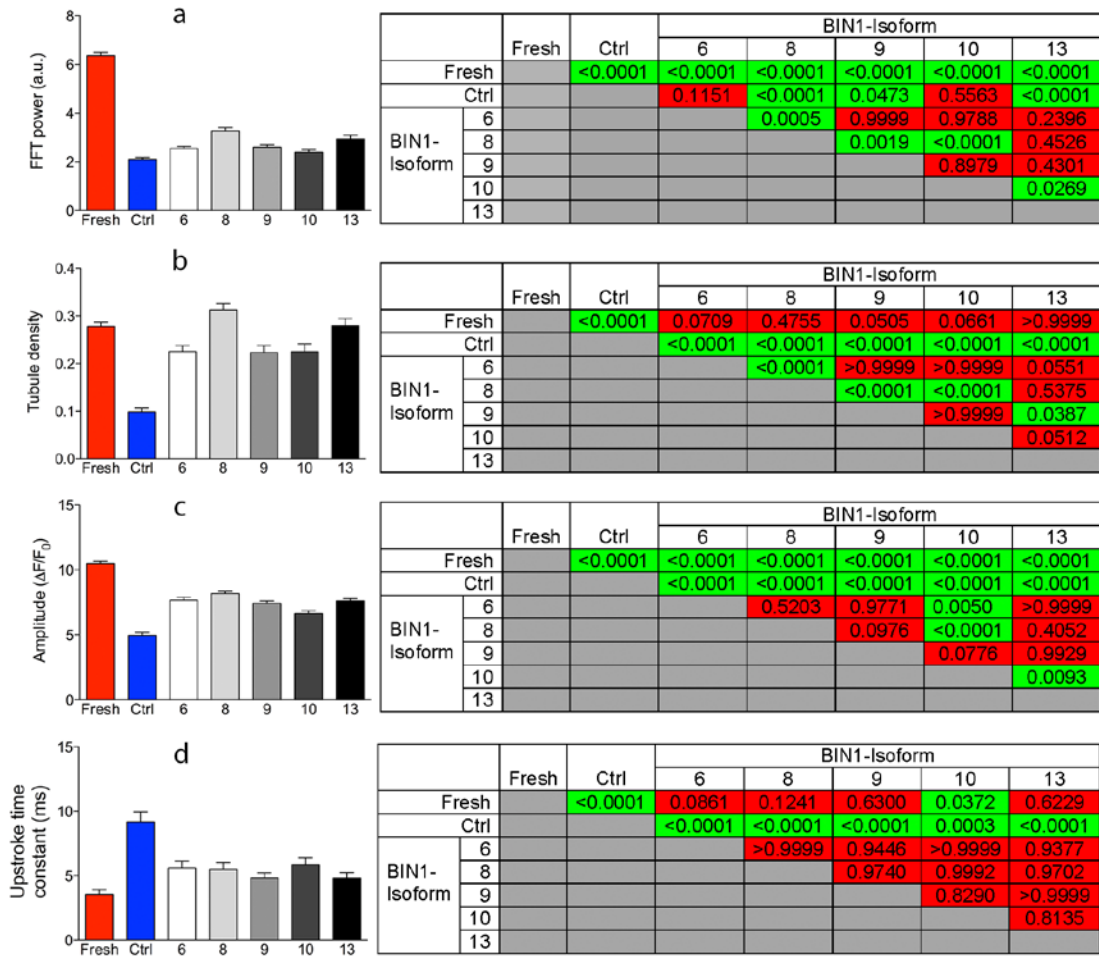 a
FFT power (a.u.)
8
6
4
2
0
Fresh Ctrl 6 8 9 10 13
BIN1-Isoform
Fresh Ctrl 6 8 9 10 13
Fresh <0.0001 <0.0001 <0.0001 <0.0001 <0.0001 <0.0001
Ctrl 0.1151 <0.0001 0.0473 0.5563 <0.0001
BIN1-
Isoform
6 0.0005 0.9999 0.9788 0.2396
8 0.0019 <0.0001 0.4526
9 0.8979 0.4301
10 0.0269
13
b
Tubule density
0.4
0.3
0.2
0.1
0.0
Fresh Ctrl 6 8 9 10 13
BIN1-Isoform
Fresh Ctrl 6 8 9 10 13
Fresh <0.0001 0.0709 0.4755 0.0505 0.0661 >0.9999
Ctrl <0.0001 <0.0001 <0.0001 <0.0001 <0.0001
BIN1-
Isoform
6 <0.0001 >0.9999 >0.9999 0.0551
8 <0.0001 <0.0001 0.5375
9 >0.9999 0.0387
10 0.0512
13
c
Amplitude (ΔF/F₀)
15
10
5
0
Fresh Ctrl 6 8 9 10 13
BIN1-Isoform
Fresh Ctrl 6 8 9 10 13
Fresh <0.0001 <0.0001 <0.0001 <0.0001 <0.0001 <0.0001
Ctrl <0.0001 <0.0001 <0.0001 <0.0001 <0.0001
BIN1-
Isoform
6 0.5203 0.9771 0.0050 >0.9999
8 0.0976 <0.0001 0.4052
9 0.0776 0.9929
10 0.0093
13
d
Upstroke time
constant (ms)
15
10
5
0
Fresh Ctrl 6 8 9 10 13
BIN1-Isoform
Fresh Ctrl 6 8 9 10 13
Fresh <0.0001 0.0861 0.1241 0.6300 0.0372 0.6229
Ctrl <0.0001 <0.0001 <0.0001 0.0003 <0.0001
BIN1-
Isoform
6 >0.9999 0.9446 >0.9999 0.9377
8 0.9740 0.9992 0.9702
9 0.8290 >0.9999
10 0.8135
13